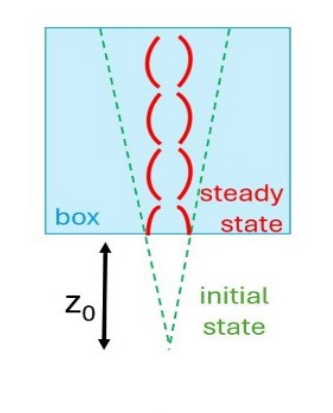 steady
state
box
z₀
initial
state